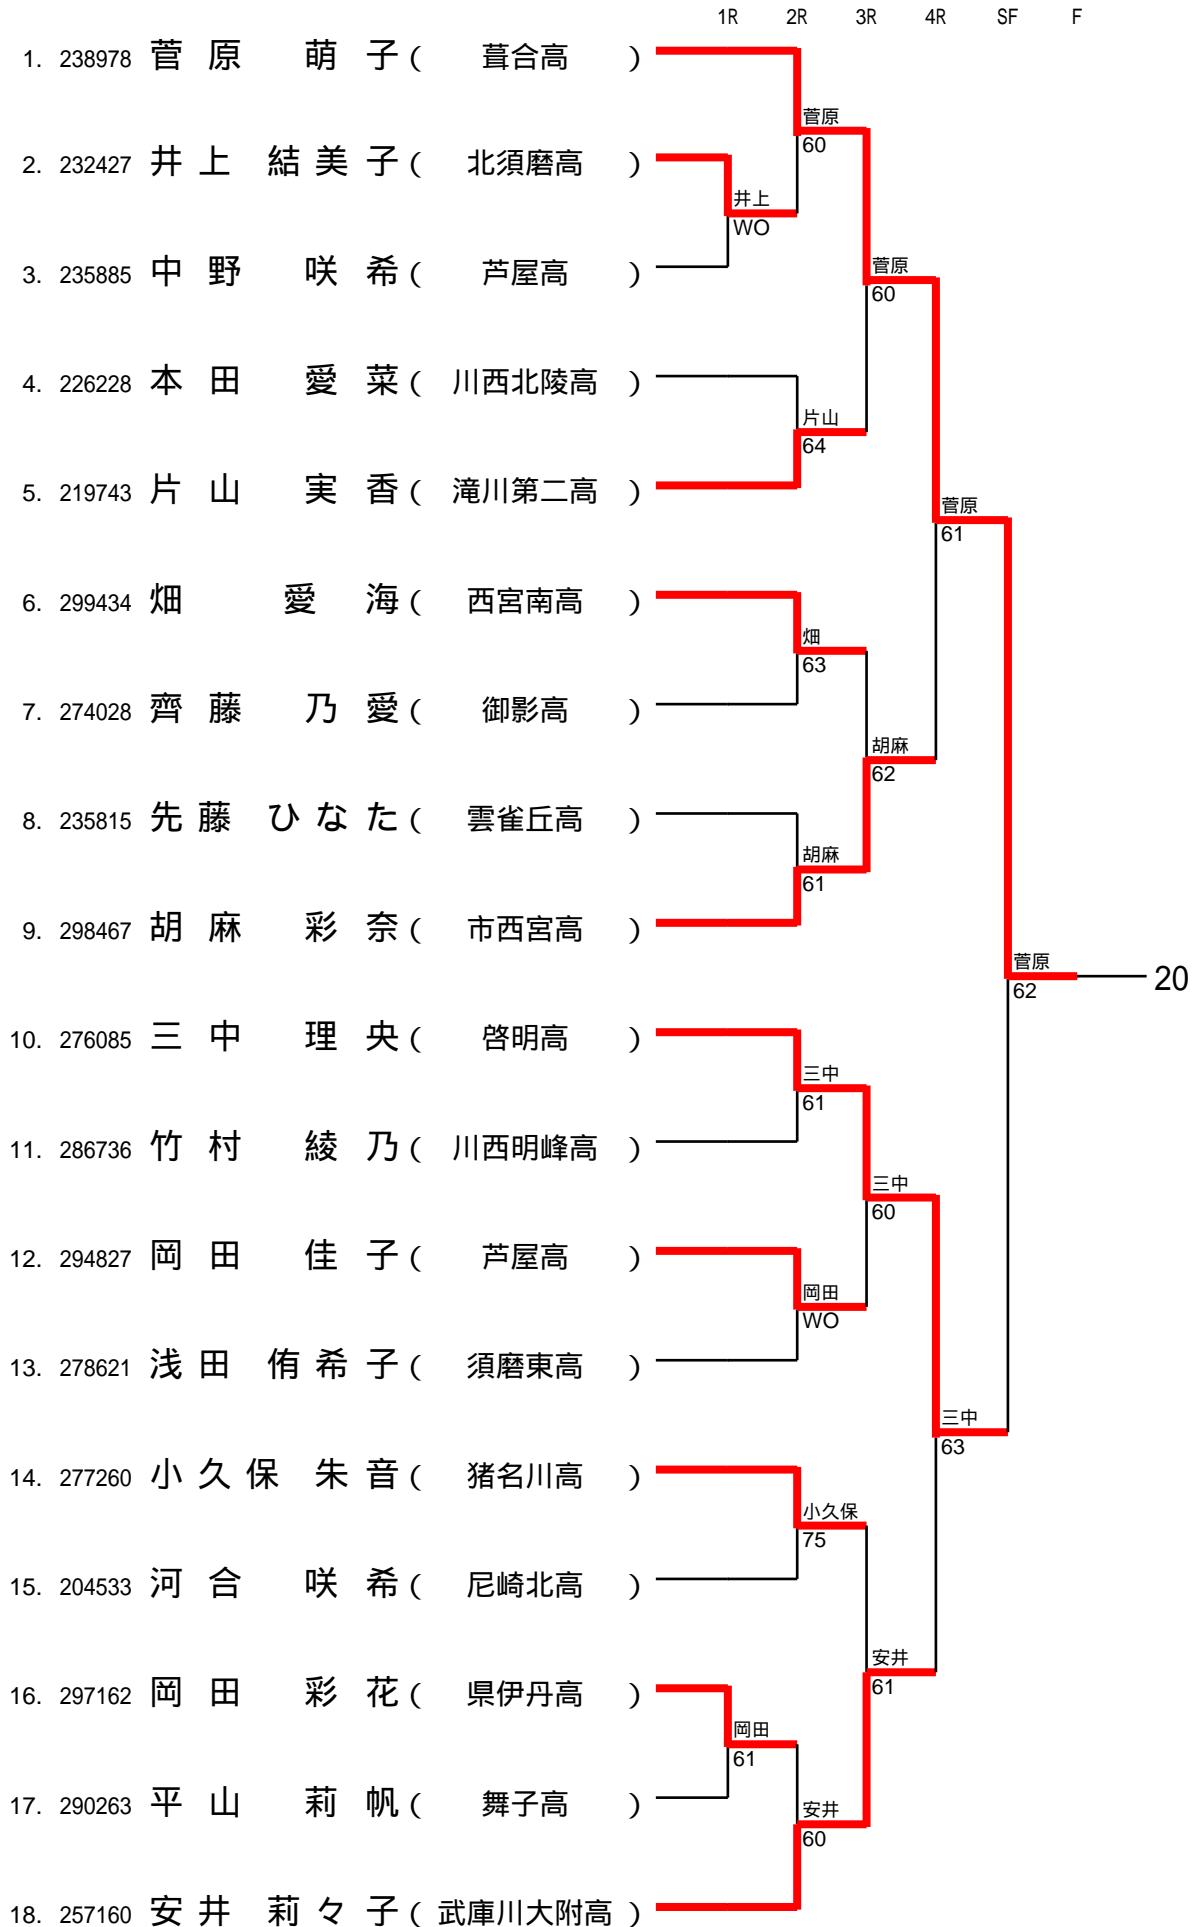 1R 2R 3R 4R SF F
1. 238978 菅原 萌子 ( 葺合高 )
菅原
60
2. 232427 井上 結美子 ( 北須磨高 )
井上
WO
3. 235885 中野 咲希 ( 芦屋高 )
菅原
60
4. 226228 本田 愛菜 ( 川西北陵高 )
片山
64
5. 219743 片山 実香 ( 滝川第二高 )
菅原
61
6. 299434 畑 愛海 ( 西宮南高 )
畑
63
7. 274028 齊藤 乃愛 ( 御影高 )
胡麻
62
8. 235815 先藤 ひなた ( 雲雀丘高 )
胡麻
61
9. 298467 胡麻 彩奈 ( 市西宮高 )
菅原
62
20
10. 276085 三中 理央 ( 啓明高 )
三中
61
11. 286736 竹村 綾乃 ( 川西明峰高 )
三中
60
12. 294827 岡田 佳子 ( 芦屋高 )
岡田
WO
13. 278621 浅田 侑希子 ( 須磨東高 )
三中
63
14. 277260 小久保 朱音 ( 猪名川高 )
小久保
75
15. 204533 河合 咲希 ( 尼崎北高 )
安井
61
16. 297162 岡田 彩花 ( 県伊丹高 )
岡田
61
17. 290263 平山 莉帆 ( 舞子高 )
安井
60
18. 257160 安井 莉々子 ( 武庫川大附高 )